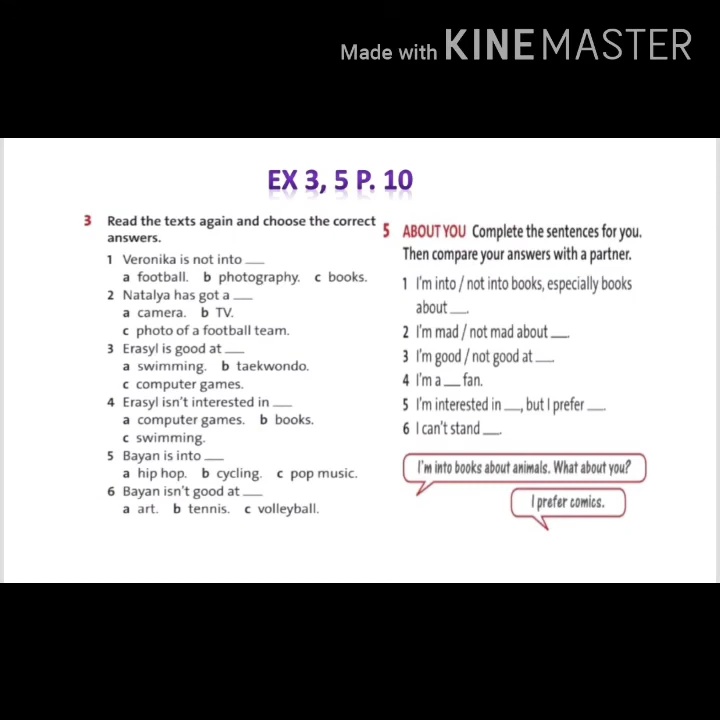 Made with KINEMASTER
EX 3, 5 P. 10
3 Read the texts again and choose the correct
answers.
1 Veronika is not into ___
a football. b photography. c books.
2 Natalya has got a ___
a camera. b TV.
c photo of a football team.
3 Erasyl is good at ___
a swimming. b taekwondo.
c computer games.
4 Erasyl isn't interested in ___
a computer games. b books.
c swimming.
5 Bayan is into ___
a hip hop. b cycling. c pop music.
6 Bayan isn't good at ___
a art. b tennis. c volleyball.
5 ABOUT YOU Complete the sentences for you.
Then compare your answers with a partner.
1 I'm into / not into books, especially books
about ___.
2 I'm mad / not mad about ___.
3 I'm good / not good at ___.
4 I'm a ___ fan.
5 I'm interested in ___, but I prefer ___.
6 I can't stand ___.
I'm into books about animals. What about you?
I prefer comics.